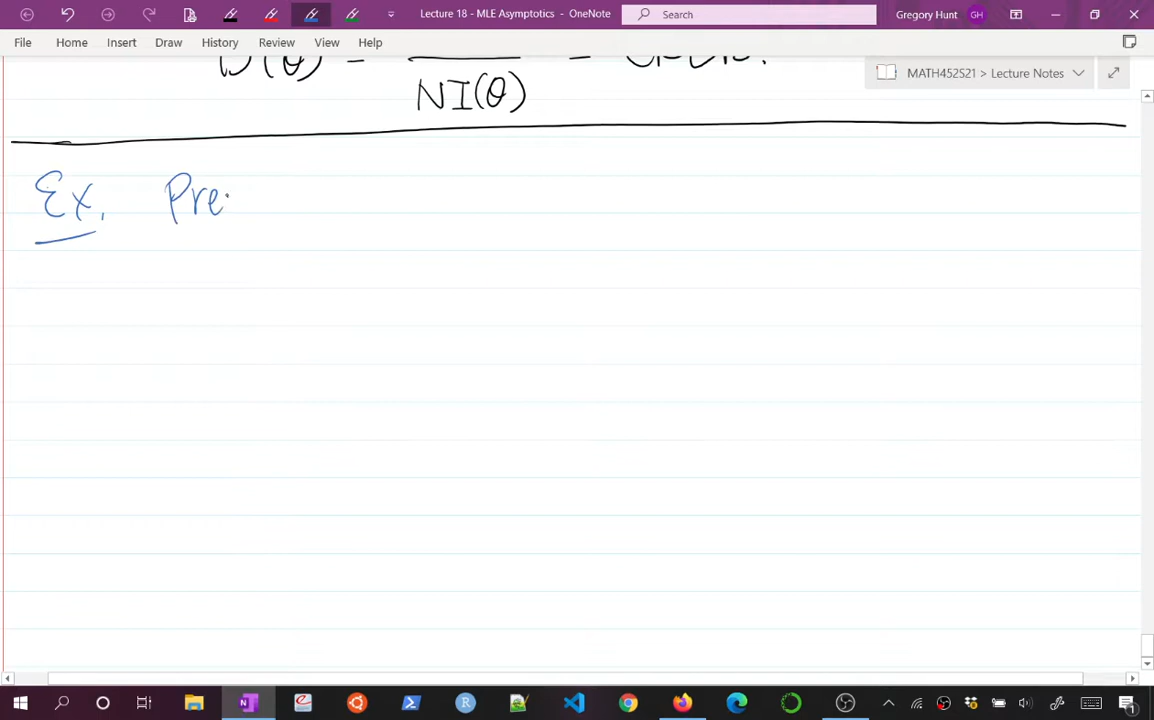 Lecture 18 - MLE Asymptotics - OneNote
Search
Gregory Hunt GH
File Home Insert Draw History Review View Help
MATH452S21 > Lecture Notes
NI(θ)
Ex. Pre